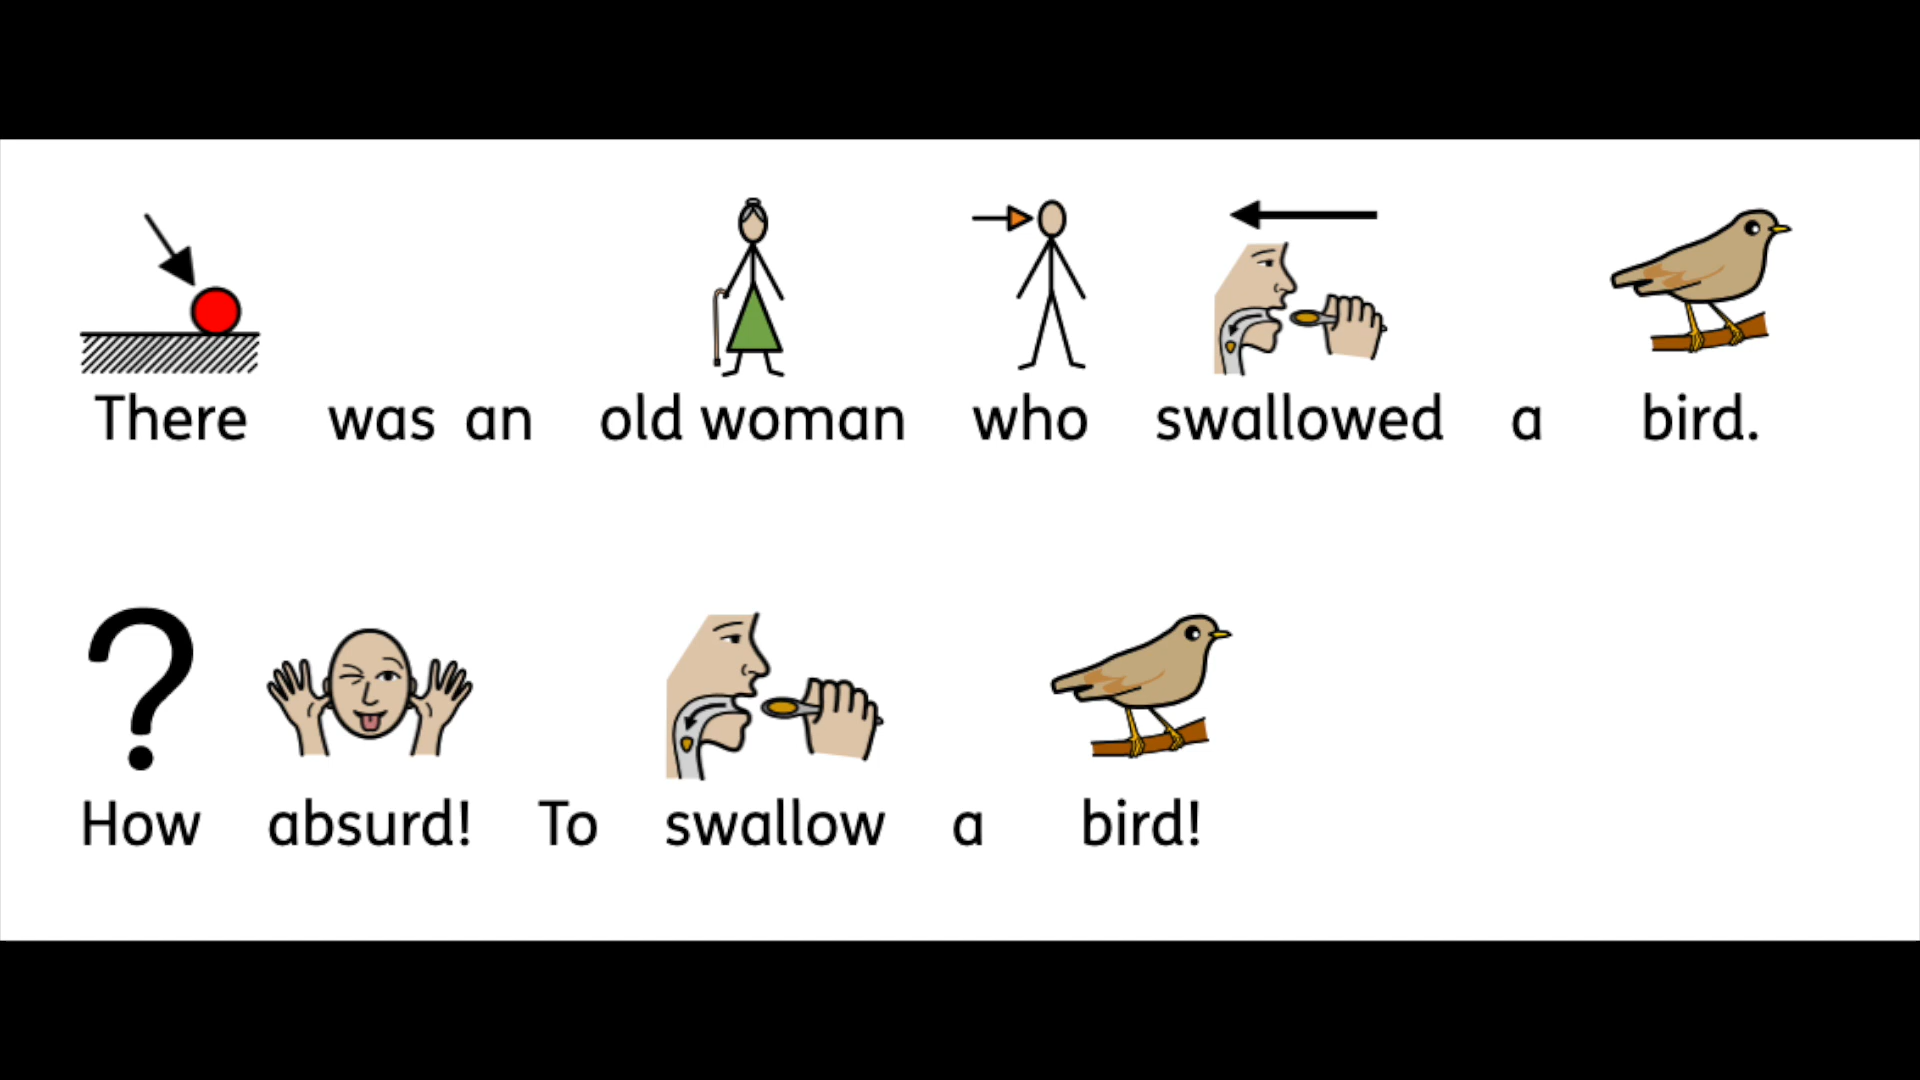 There was an old woman who swallowed a bird.
How absurd! To swallow a bird!